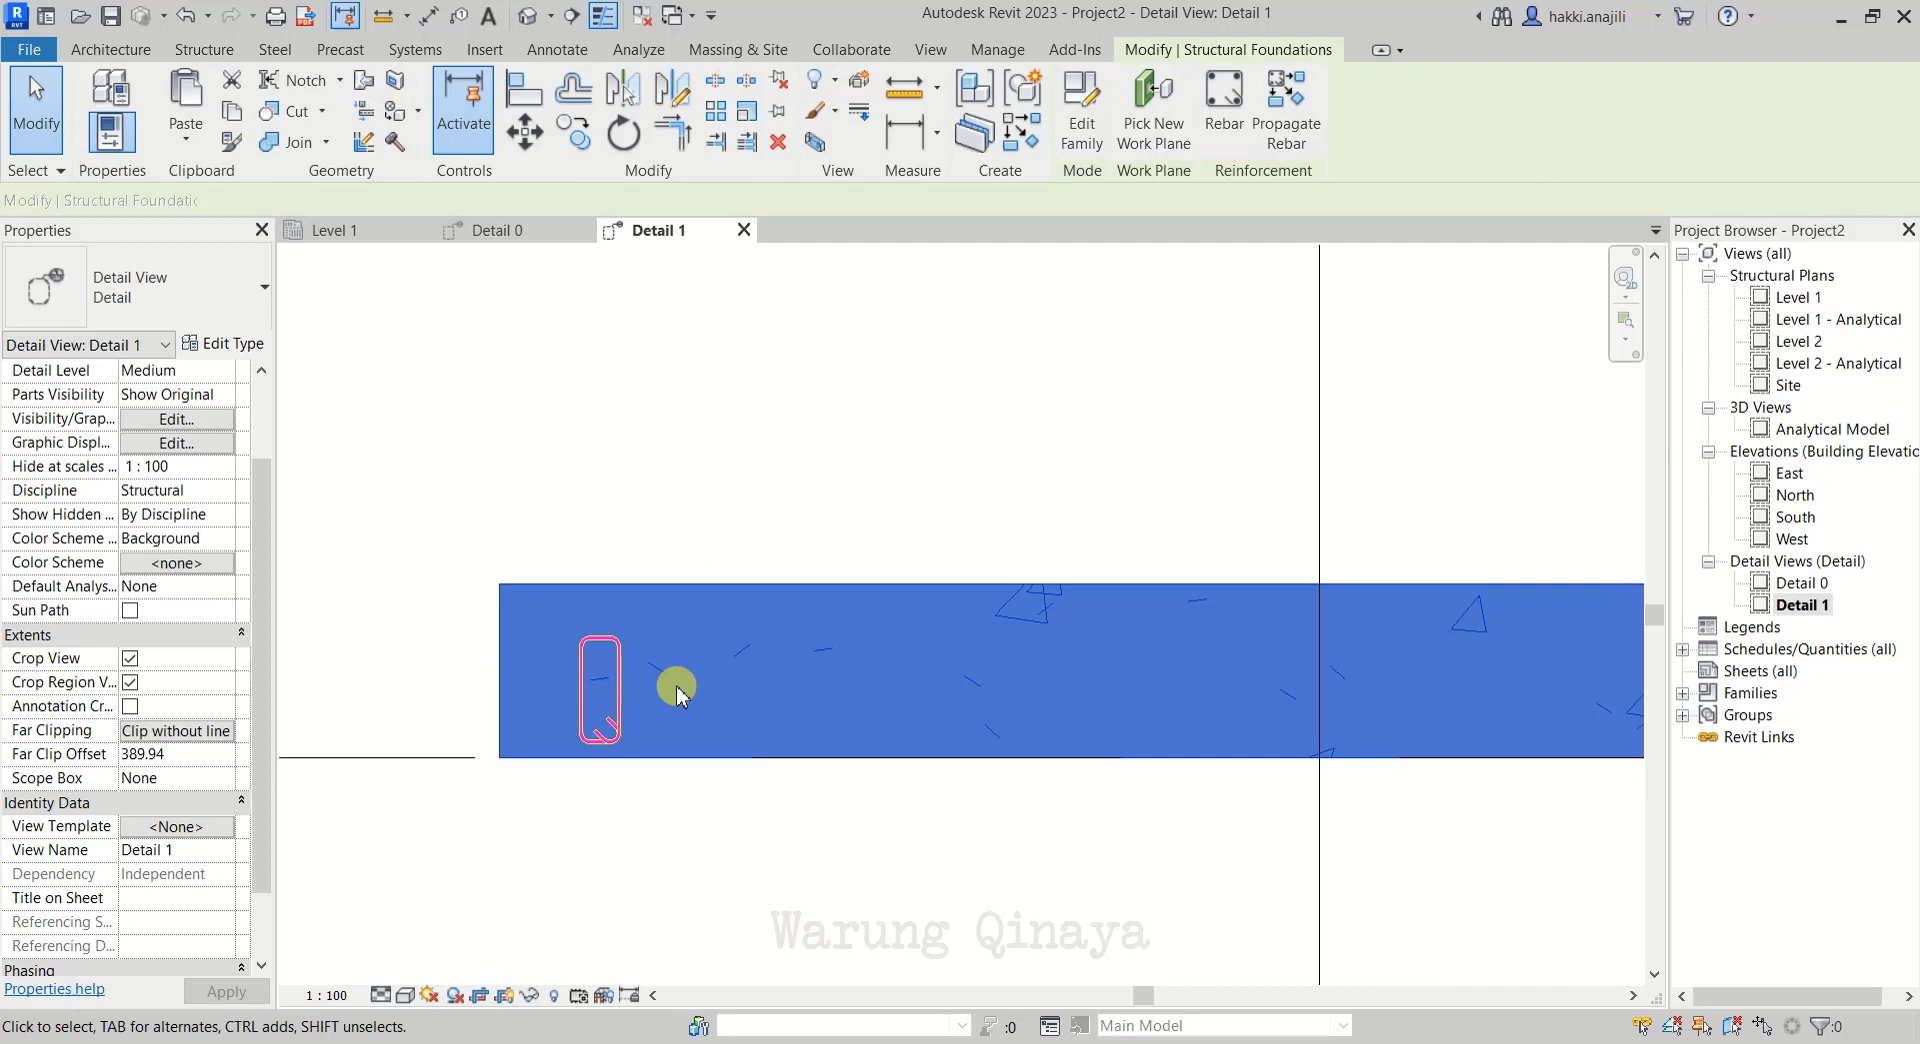 Autodesk Revit 2023 - Project2 - Detail View: Detail 1
hakki.anajili
File
Architecture
Structure
Steel
Precast
Systems
Insert
Annotate
Analyze
Massing & Site
Collaborate
View
Manage
Add-Ins
Modify | Structural Foundations
Modify
Paste
Notch
Cut
Join
Activate
Edit Family
Pick New Work Plane
Rebar
Propagate Rebar
Select
Properties
Clipboard
Geometry
Controls
Modify
View
Measure
Create
Mode
Work Plane
Reinforcement
Modify | Structural Foundatic
Properties
Detail View
Detail
Detail View: Detail 1
Edit Type
Detail Level Medium
Parts Visibility Show Original
Visibility/Grap... Edit...
Graphic Displ... Edit...
Hide at scales ... 1 : 100
Discipline Structural
Show Hidden ... By Discipline
Color Scheme ... Background
Color Scheme <none>
Default Analys... None
Sun Path
Extents
Crop View
Crop Region V...
Annotation Cr...
Far Clipping Clip without line
Far Clip Offset 389.94
Scope Box None
Identity Data
View Template <None>
View Name Detail 1
Dependency Independent
Title on Sheet
Referencing S...
Referencing D...
Phasing
Properties help
Apply
Level 1
Detail 0
Detail 1
2D
Warung Qinaya
1 : 100
Project Browser - Project2
Views (all)
Structural Plans
Level 1
Level 1 - Analytical
Level 2
Level 2 - Analytical
Site
3D Views
Analytical Model
Elevations (Building Elevatio
East
North
South
West
Detail Views (Detail)
Detail 0
Detail 1
Legends
Schedules/Quantities (all)
Sheets (all)
Families
Groups
Revit Links
Click to select, TAB for alternates, CTRL adds, SHIFT unselects.
:0
Main Model
:0